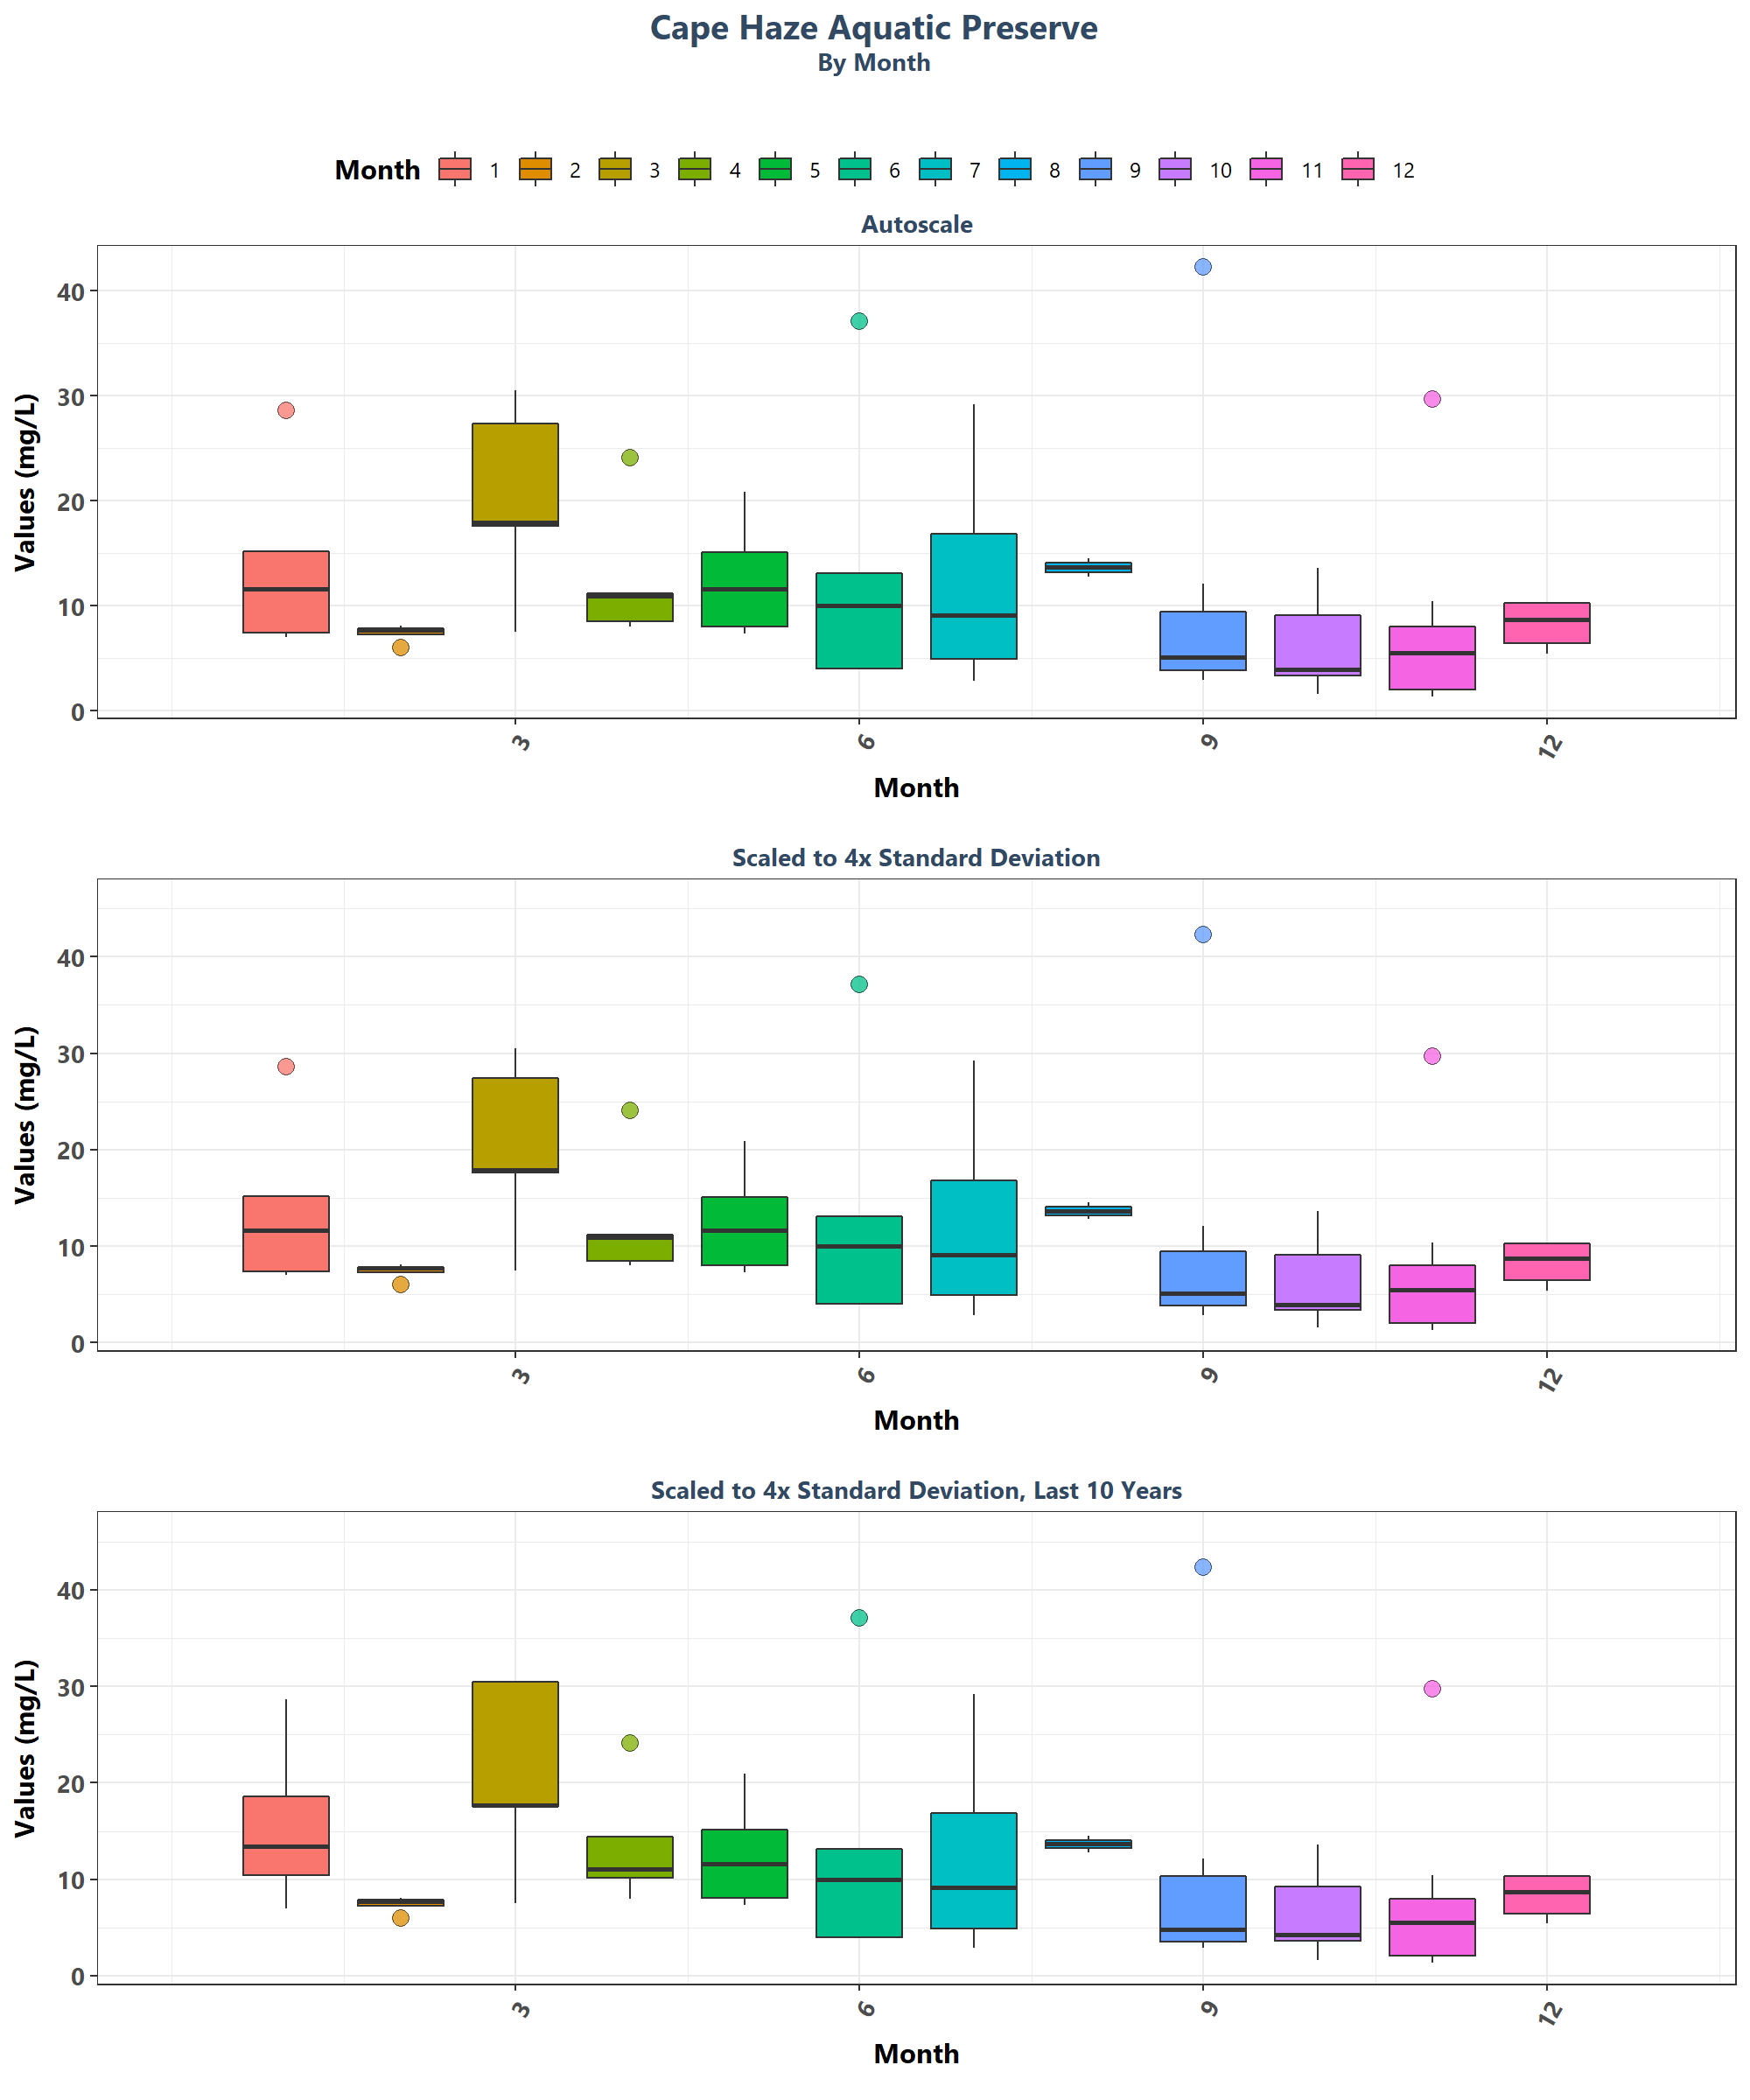 Cape Haze Aquatic Preserve
By Month
Month 1 2 3 4 5 6 7 8 9 10 11 12
Autoscale
Values (mg/L)
40
30
20
10
0
3 6 9 12
Month
Scaled to 4x Standard Deviation
Values (mg/L)
40
30
20
10
0
3 6 9 12
Month
Scaled to 4x Standard Deviation, Last 10 Years
Values (mg/L)
40
30
20
10
0
3 6 9 12
Month